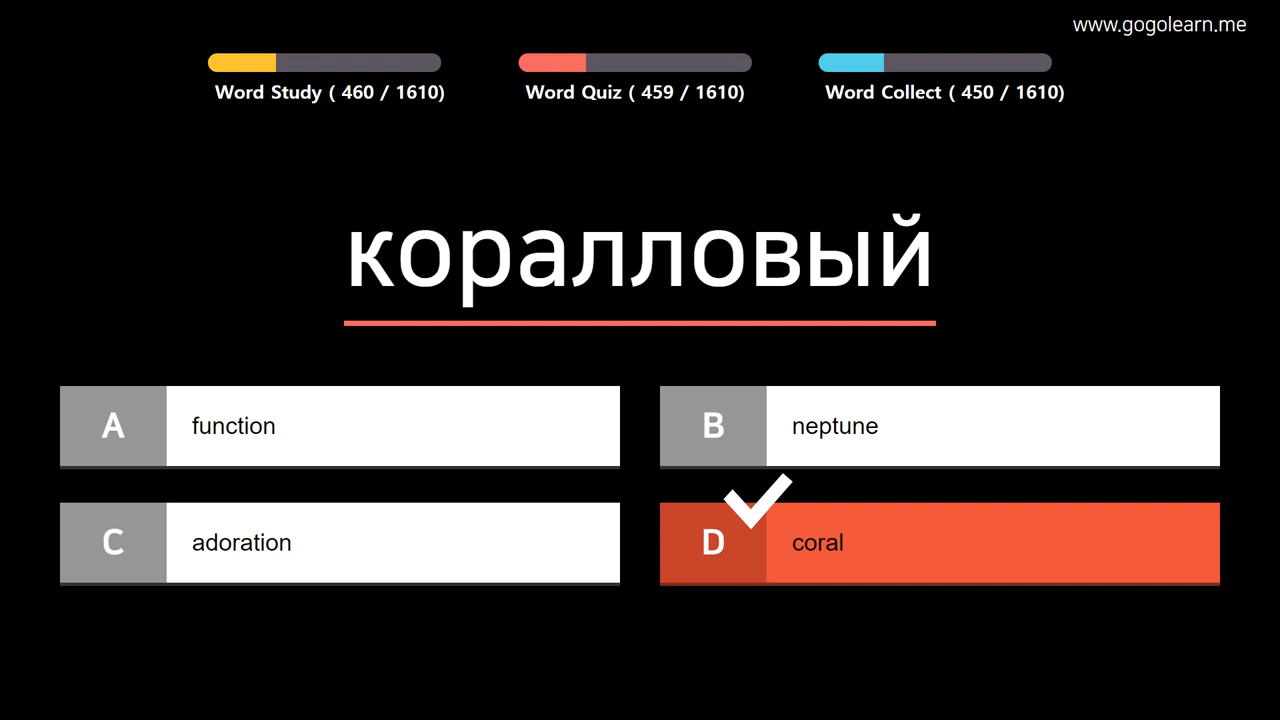 www.gogolearn.me
Word Study ( 460 / 1610)
Word Quiz ( 459 / 1610)
Word Collect ( 450 / 1610)
коралловый
A function
B neptune
C adoration
D coral